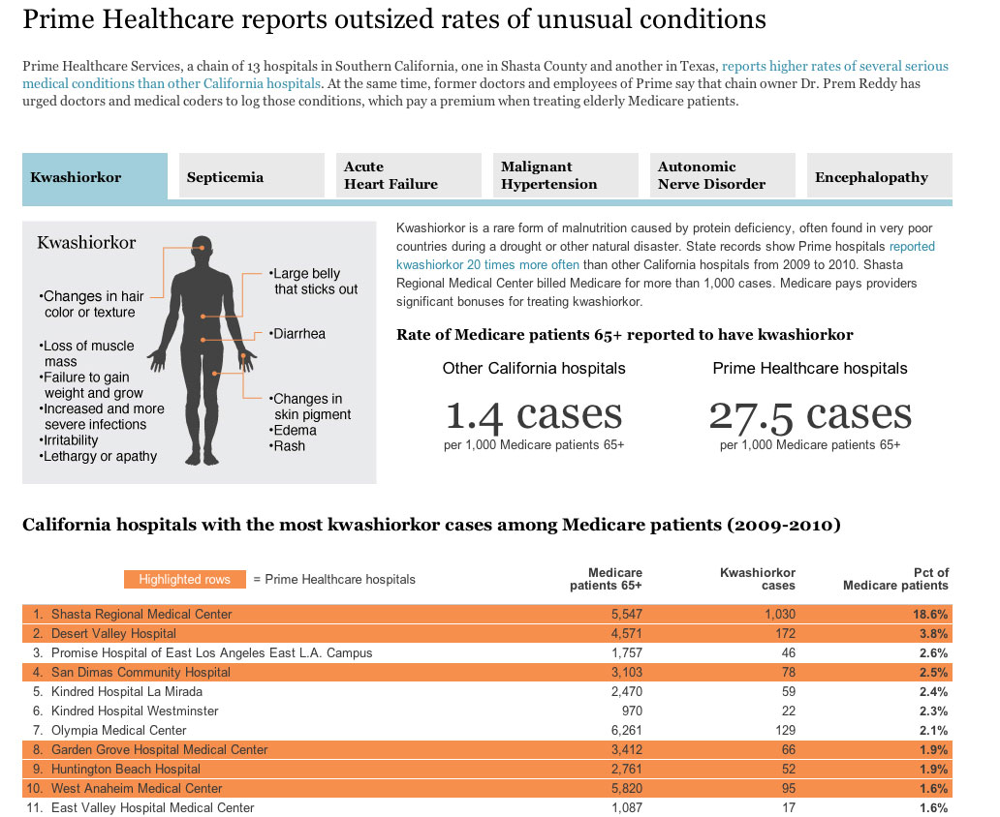 Prime Healthcare reports outsized rates of unusual conditions
Prime Healthcare Services, a chain of 13 hospitals in Southern California, one in Shasta County and another in Texas, reports higher rates of several serious
medical conditions than other California hospitals. At the same time, former doctors and employees of Prime say that chain owner Dr. Prem Reddy has
urged doctors and medical coders to log those conditions, which pay a premium when treating elderly Medicare patients.
Kwashiorkor
Septicemia
Acute
Heart Failure
Malignant
Hypertension
Autonomic
Nerve Disorder
Encephalopathy
Kwashiorkor
•Changes in hair
color or texture
•Loss of muscle
mass
•Failure to gain
weight and grow
•Increased and more
severe infections
•Irritability
•Lethargy or apathy
•Large belly
that sticks out
•Diarrhea
•Changes in
skin pigment
•Edema
•Rash
Kwashiorkor is a rare form of malnutrition caused by protein deficiency, often found in very poor
countries during a drought or other natural disaster. State records show Prime hospitals reported
kwashiorkor 20 times more often than other California hospitals from 2009 to 2010. Shasta
Regional Medical Center billed Medicare for more than 1,000 cases. Medicare pays providers
significant bonuses for treating kwashiorkor.
Rate of Medicare patients 65+ reported to have kwashiorkor
Other California hospitals
1.4 cases
per 1,000 Medicare patients 65+
Prime Healthcare hospitals
27.5 cases
per 1,000 Medicare patients 65+
California hospitals with the most kwashiorkor cases among Medicare patients (2009-2010)
Highlighted rows = Prime Healthcare hospitals
Medicare
patients 65+
Kwashiorkor
cases
Pct of
Medicare patients
1. Shasta Regional Medical Center 5,547 1,030 18.6%
2. Desert Valley Hospital 4,571 172 3.8%
3. Promise Hospital of East Los Angeles East L.A. Campus 1,757 46 2.6%
4. San Dimas Community Hospital 3,103 78 2.5%
5. Kindred Hospital La Mirada 2,470 59 2.4%
6. Kindred Hospital Westminster 970 22 2.3%
7. Olympia Medical Center 6,261 129 2.1%
8. Garden Grove Hospital Medical Center 3,412 66 1.9%
9. Huntington Beach Hospital 2,761 52 1.9%
10. West Anaheim Medical Center 5,820 95 1.6%
11. East Valley Hospital Medical Center 1,087 17 1.6%